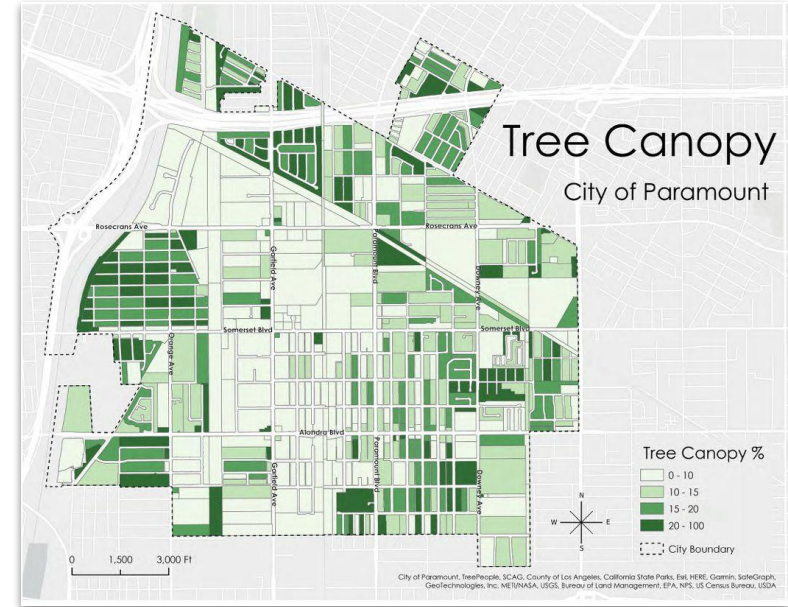 Tree Canopy
City of Paramount
Rosecrans Ave
Rosecrans Ave
Garfield Ave
Paramount Blvd
Downey Ave
Somerset Blvd
Somerset Blvd
Orange Ave
Alondra Blvd
Garfield Ave
Paramount Blvd
Downey Ave
Tree Canopy %
0 - 10
10 - 15
15 - 20
20 - 100
City Boundary
N
W E
S
0 1,500 3,000 Ft
City of Paramount, TreePeople, SCAG, County of Los Angeles, California State Parks, Esri, HERE, Garmin, SafeGraph,
GeoTechnologies, Inc, METI/NASA, USGS, Bureau of Land Management, EPA, NPS, US Census Bureau, USDA